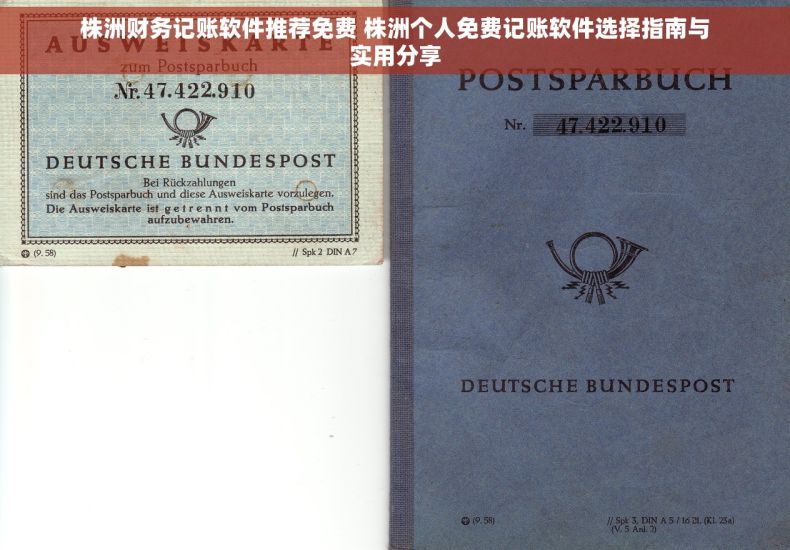 株洲财务记账软件推荐免费 株洲个人免费记账软件选择指南与
实用分享
AUSWEISKARTE
zum Postsparbuch
Nr. 47.422.910
DEUTSCHE BUNDESPOST
Bei Rückzahlungen
sind das Postsparbuch und diese Ausweiskarte vorzulegen.
Die Ausweiskarte ist getrennt vom Postsparbuch
aufzubewahren.
(9. 58)
// Spk 2 DIN A 7
POSTSPARBUCH
Nr. 47.422.910
DEUTSCHE BUNDESPOST
(9. 58)
// Spk 3, DIN A 5 / 16 Bl. (Kl. 23a)
(V. 5 Anl. 2)